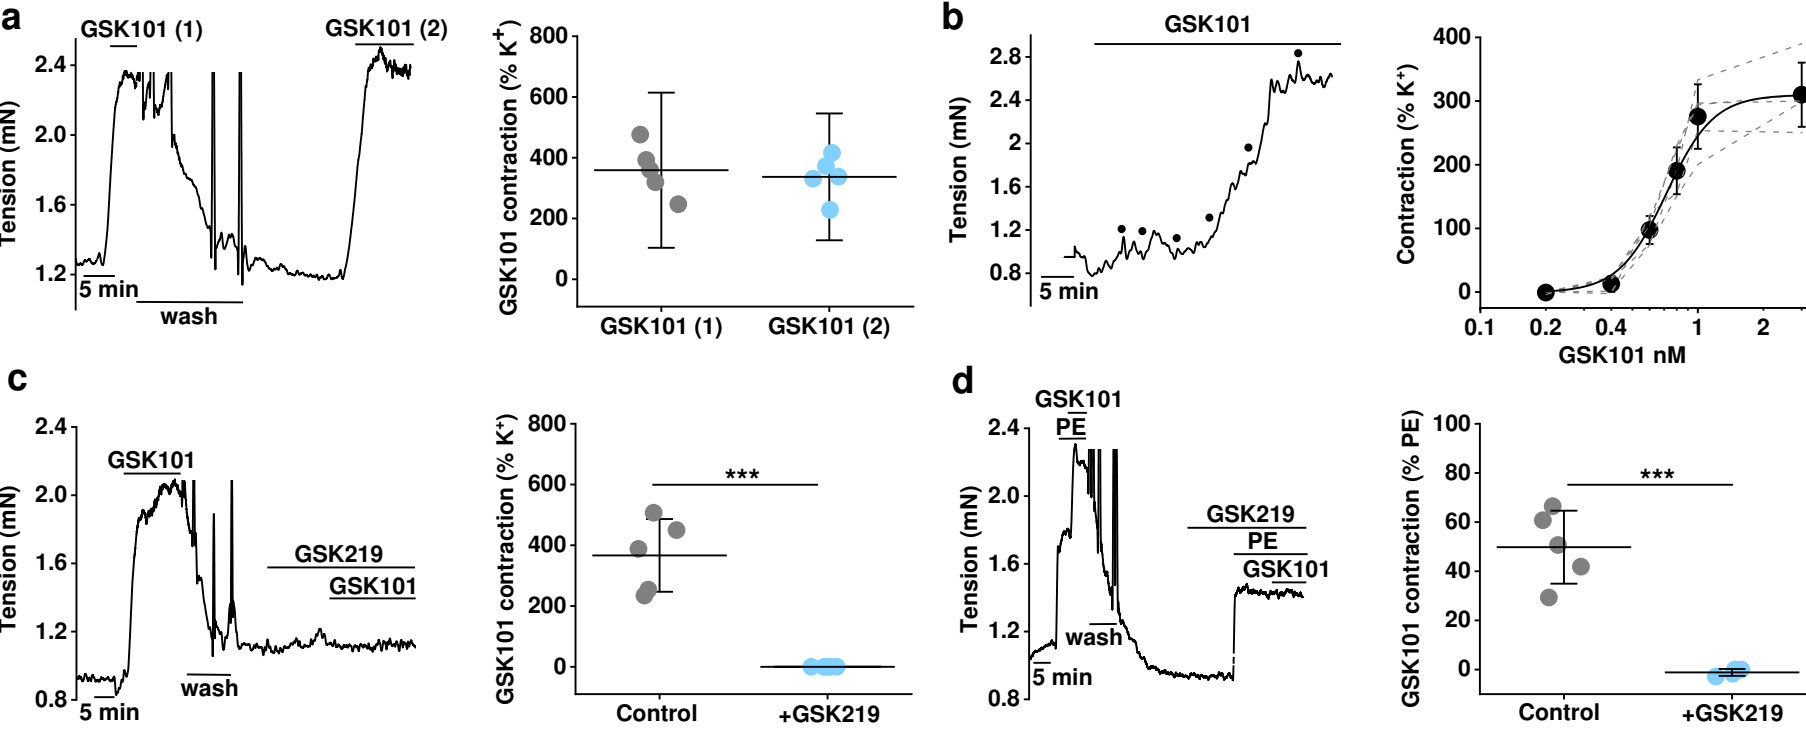 a
GSK101 (1)
GSK101 (2)
Tension (mN)
2.4
2.0
1.6
1.2
5 min
wash
GSK101 contraction (% K⁺)
800
600
400
200
0
GSK101 (1)
GSK101 (2)
b
GSK101
Tension (mN)
2.8
2.4
2
1.6
1.2
0.8
5 min
Contraction (% K⁺)
400
300
200
100
0
0.1
0.2
0.4
1
2
GSK101 nM
c
GSK101
GSK219
GSK101
Tension (mN)
2.4
2.0
1.6
1.2
0.8
5 min
wash
GSK101 contraction (% K⁺)
800
600
400
200
0
***
Control
+GSK219
d
GSK101
PE
GSK219
PE
GSK101
Tension (mN)
2.4
2.0
1.6
1.2
0.8
wash
5 min
GSK101 contraction (% PE)
100
80
60
40
20
0
***
Control
+GSK219